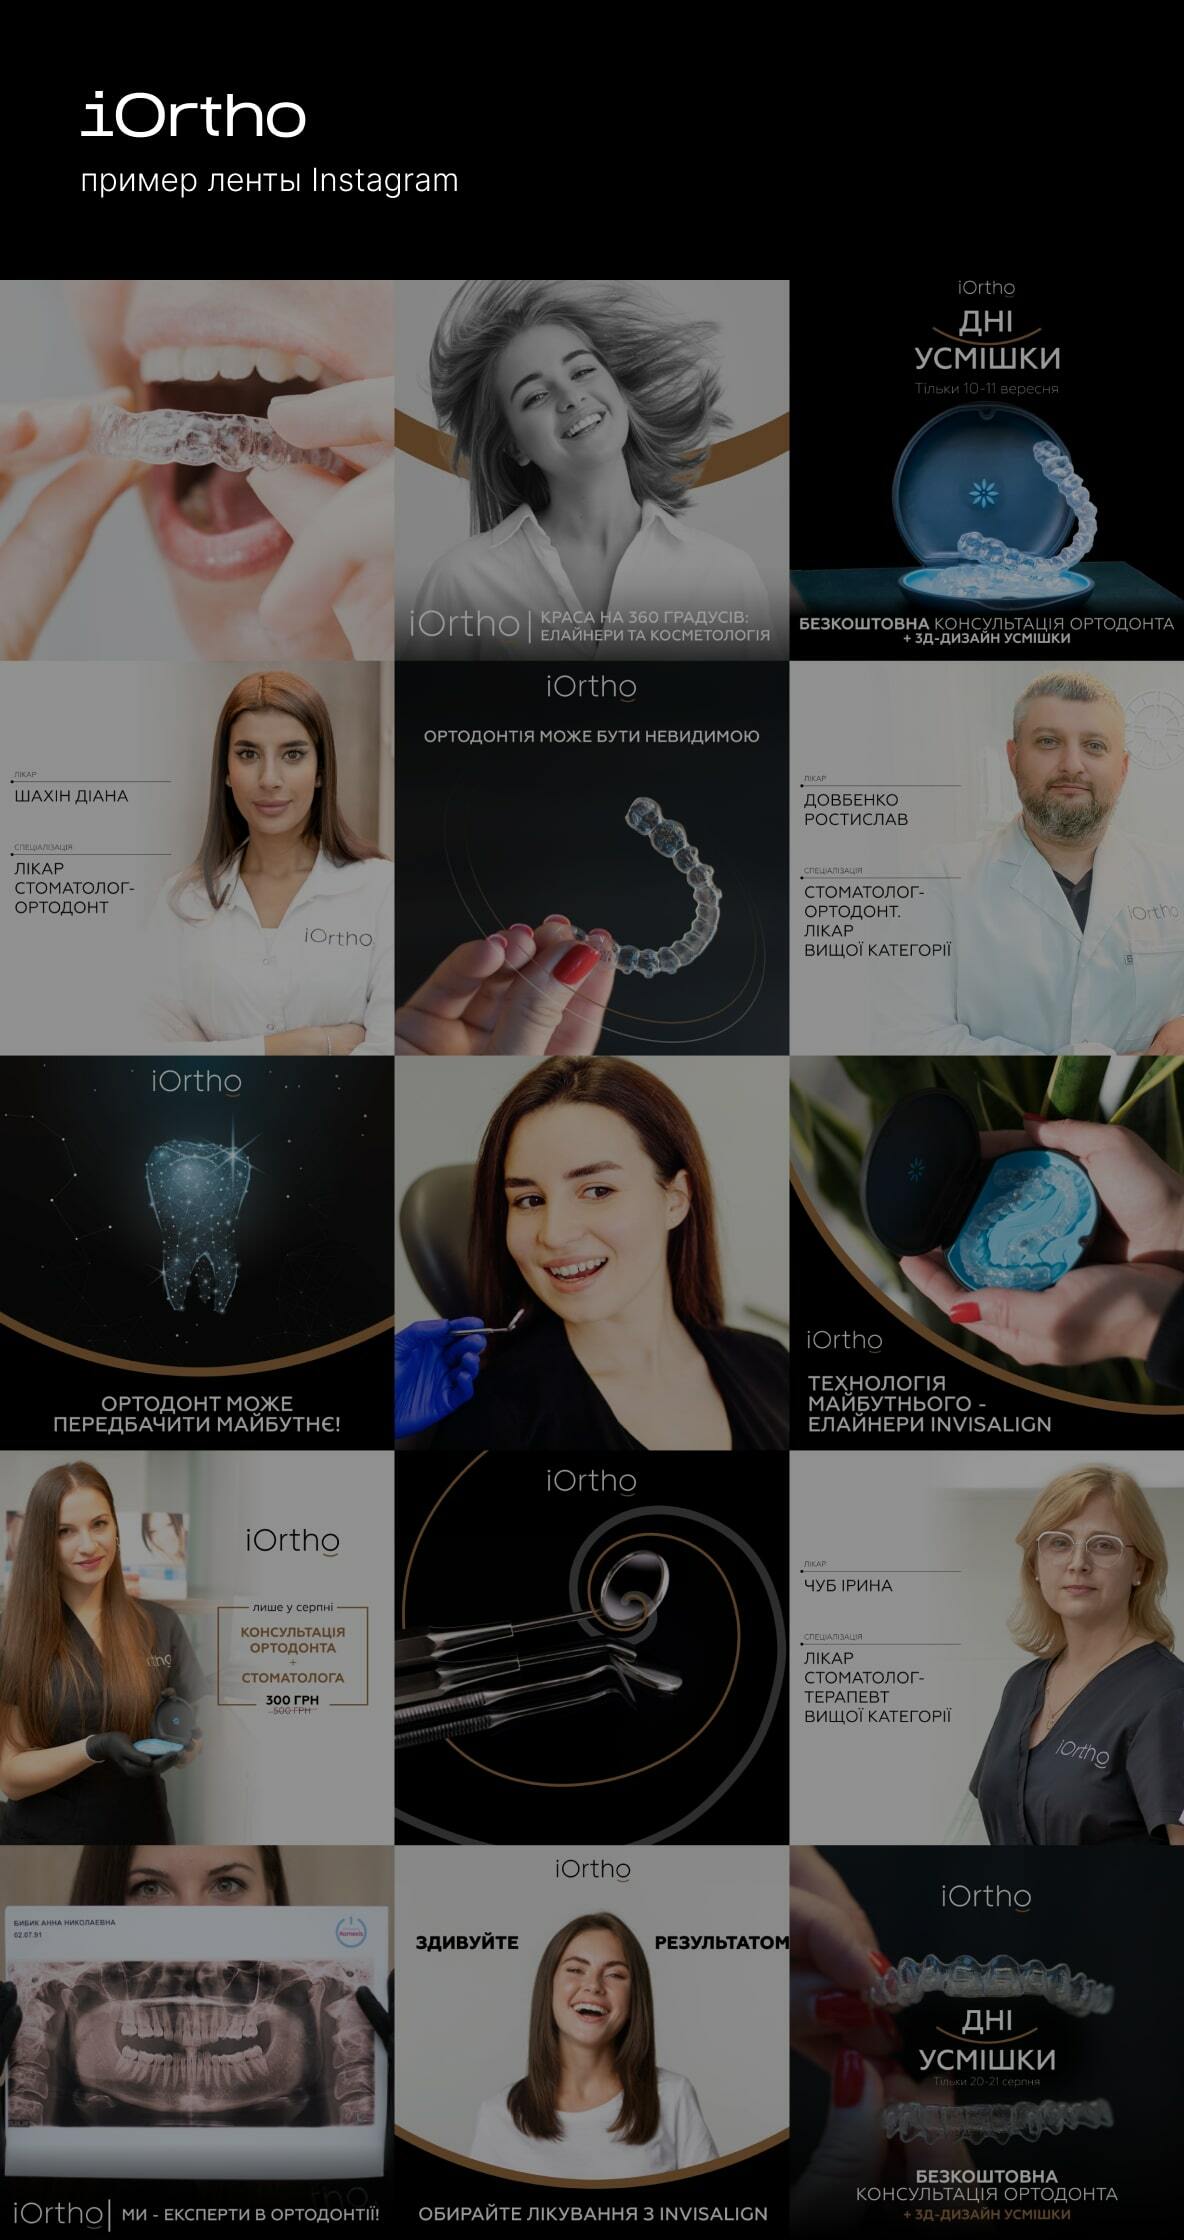 iOrtho
пример ленты Instagram
iOrtho
КРАСА НА 360 ГРАДУСІВ:
ЕЛАЙНЕРИ ТА КОСМЕТОЛОГІЯ
iOrtho
ДНІ
УСМІШКИ
Тільки 10-11 вересня
БЕЗКОШТОВНА КОНСУЛЬТАЦІЯ ОРТОДОНТА
+ 3Д-ДИЗАЙН УСМІШКИ
ЛІКАР
ШАХІН ДІАНА
СПЕЦІАЛІЗАЦІЯ
ЛІКАР
СТОМАТОЛОГ-
ОРТОДОНТ
iOrtho
iOrtho
ОРТОДОНТІЯ МОЖЕ БУТИ НЕВИДИМОЮ
ЛІКАР
ДОВБЕНКО
РОСТИСЛАВ
СПЕЦІАЛІЗАЦІЯ
СТОМАТОЛОГ-
ОРТОДОНТ.
ЛІКАР
ВИЩОЇ КАТЕГОРІЇ
iOrtho
iOrtho
ОРТОДОНТ МОЖЕ
ПЕРЕДБАЧИТИ МАЙБУТНЄ!
iOrtho
ТЕХНОЛОГІЯ
МАЙБУТНЬОГО -
ЕЛАЙНЕРИ INVISALIGN
iOrtho
лише у серпні
КОНСУЛЬТАЦІЯ
ОРТОДОНТА
+
СТОМАТОЛОГА
300 ГРН
500 ГРН
iOrtho
ЛІКАР
ЧУБ ІРИНА
СПЕЦІАЛІЗАЦІЯ
ЛІКАР
СТОМАТОЛОГ-
ТЕРАПЕВТ
ВИЩОЇ КАТЕГОРІЇ
iOrtho
БИБИК АННА НИКОЛАЕВНА
02.07.91
iOrtho
МИ - ЕКСПЕРТИ В ОРТОДОНТІЇ!
iOrtho
ЗДИВУЙТЕ РЕЗУЛЬТАТОМ
ОБИРАЙТЕ ЛІКУВАННЯ З INVISALIGN
iOrtho
ДНІ
УСМІШКИ
Тільки 20-21 серпня
БЕЗКОШТОВНА
КОНСУЛЬТАЦІЯ ОРТОДОНТА
+ 3Д-ДИЗАЙН УСМІШКИ